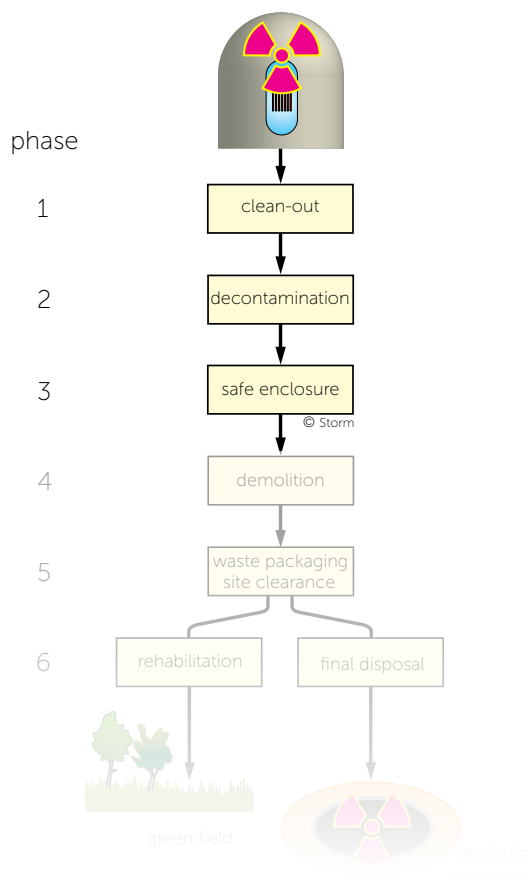 phase
1
clean-out
2
decontamination
3
safe enclosure
© Storm
4
demolition
5
waste packaging
site clearance
6
rehabilitation
final disposal
green field
geologic